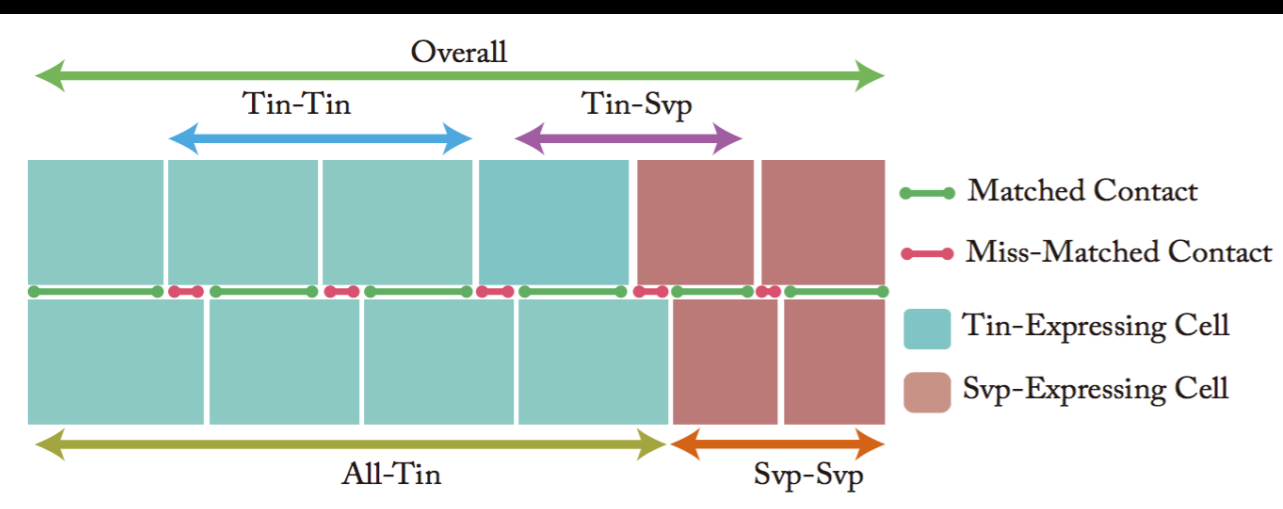 Overall
Tin-Tin
Tin-Svp
Matched Contact
Miss-Matched Contact
Tin-Expressing Cell
Svp-Expressing Cell
All-Tin
Svp-Svp